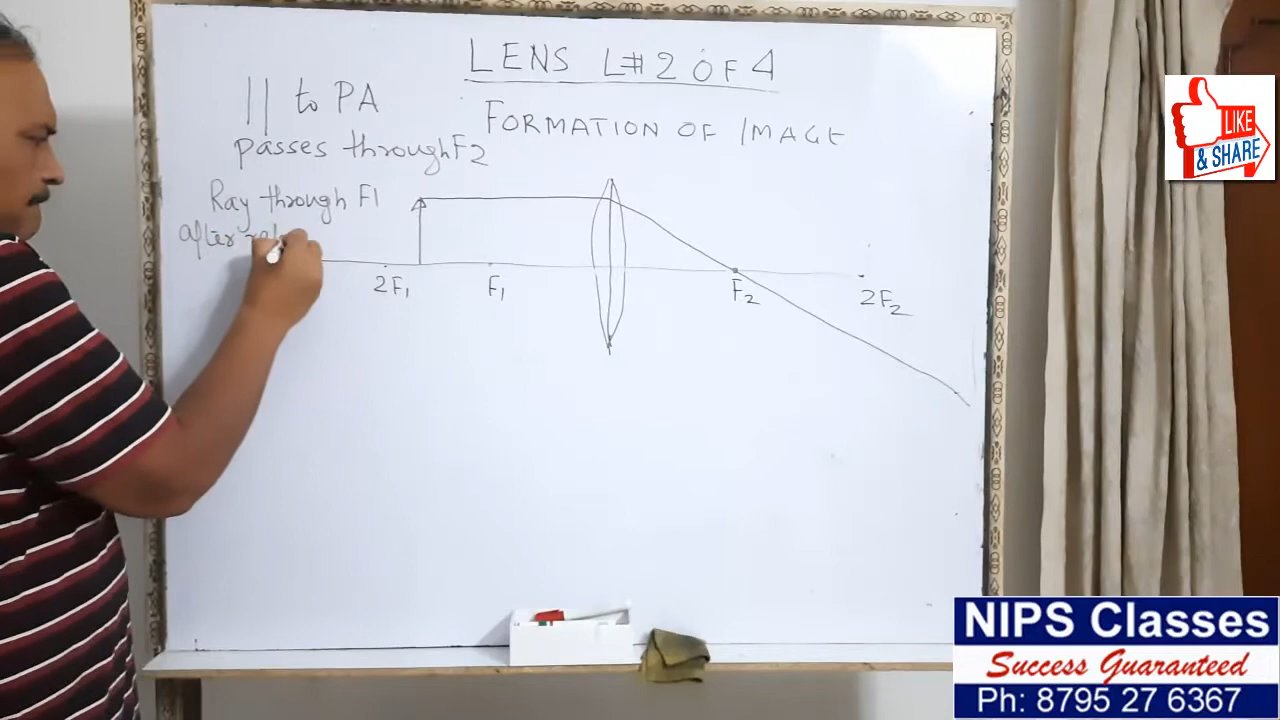 LENS L#2 OF 4
|| to PA
FORMATION OF IMAGE
passes through F2
Ray through F1
after
2F1
F1
F2
2F2
LIKE
& SHARE
NIPS Classes
Success Guaranteed
Ph: 8795 27 6367